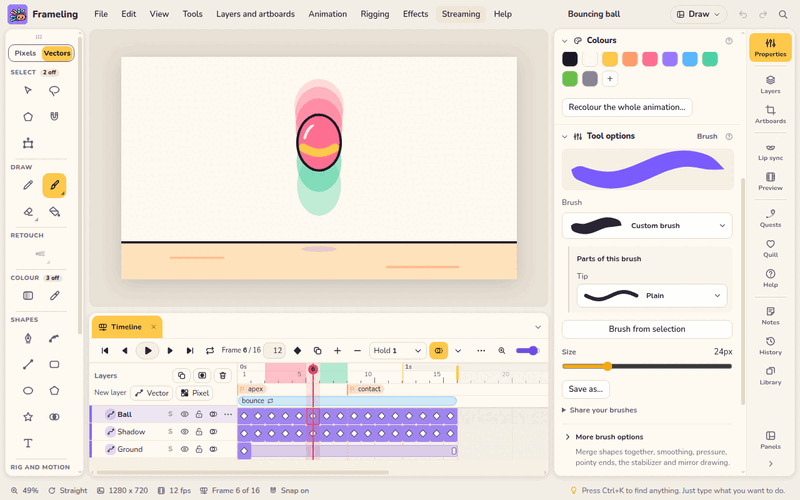 Frameling
File Edit View Tools Layers and artboards Animation Rigging Effects Streaming Help
Bouncing ball
Draw
Pixels Vectors
SELECT 2 off
DRAW
RETOUCH
COLOUR 3 off
SHAPES
RIG AND MOTION
Colours
Recolour the whole animation...
Tool options Brush
Brush
Custom brush
Parts of this brush
Tip
Plain
Brush from selection
Size 24px
Save as...
Share your brushes
More brush options
Merge shapes together, smoothing, pressure,
pointy ends, the stabilizer and mirror drawing.
Properties
Layers
Artboards
Lip sync
Preview
Quests
Quill
Help
Notes
History
Library
Panels
Timeline ×
Frame 6 / 16 12 Hold 1
Layers
New layer Vector Pixel
0s 1s
1 5 6 10 15 20
apex contact
bounce
Ball S
Shadow S
Ground S
49% Straight 1280 x 720 12 fps Frame 6 of 16 Snap on
Press Ctrl+K to find anything. Just type what you want to do.